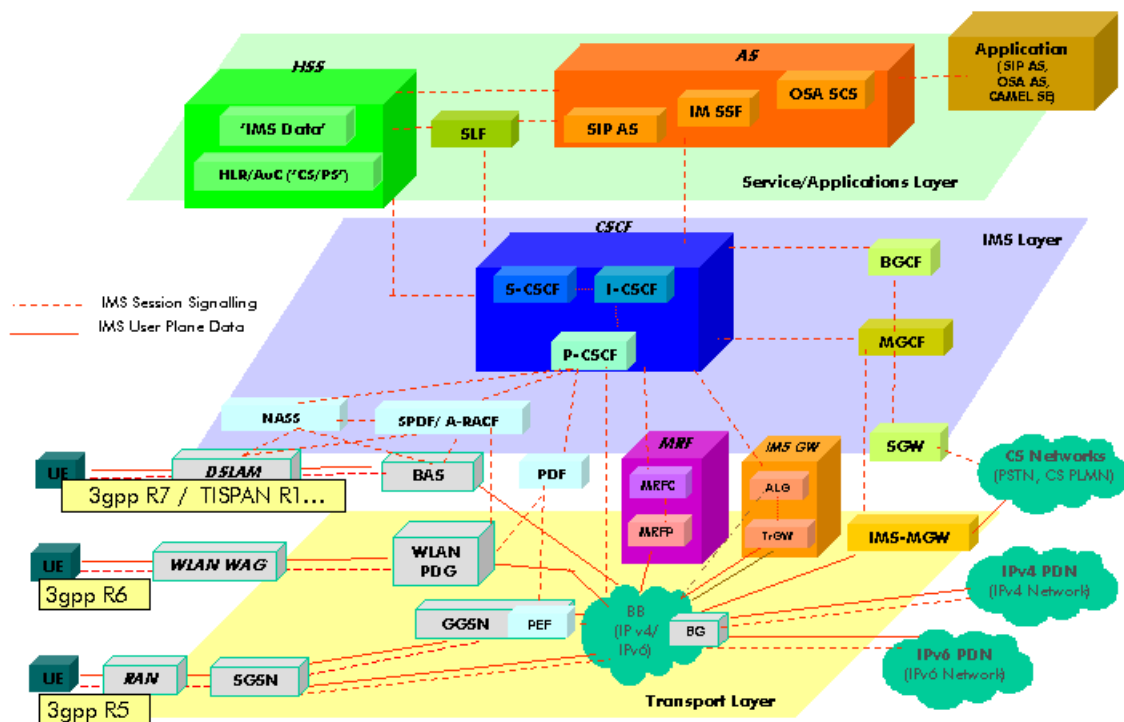 HSS
AS
Application
(SIP AS,
OSA AS,
CAMEL SE)
OSA SCS
IM SSF
'IMS Data'
SLF
SIP AS
HLR/AuC ('CS/PS')
Service/Applications Layer
CSCF
IMS Layer
BGCF
S-CSCF
I-CSCF
IMS Session Signalling
IMS User Plane Data
MGCF
P-CSCF
NASS
SPDF/ A-RACF
SGW
MRF
IMS GW
CS Networks
(PSTN, CS PLMN)
UE
DSLAM
BAS
PDF
MRFC
ALG
3gpp R7 / TISPAN R1...
MRFP
TrGW
IMS-MGW
UE
WLAN WAG
WLAN
PDG
IPv4 PDN
(IPv4 Network)
3gpp R6
GGSN
PEF
BB
(IP v4/
IPv6)
BG
IPv6 PDN
(IPv6 Network)
UE
RAN
SGSN
3gpp R5
Transport Layer